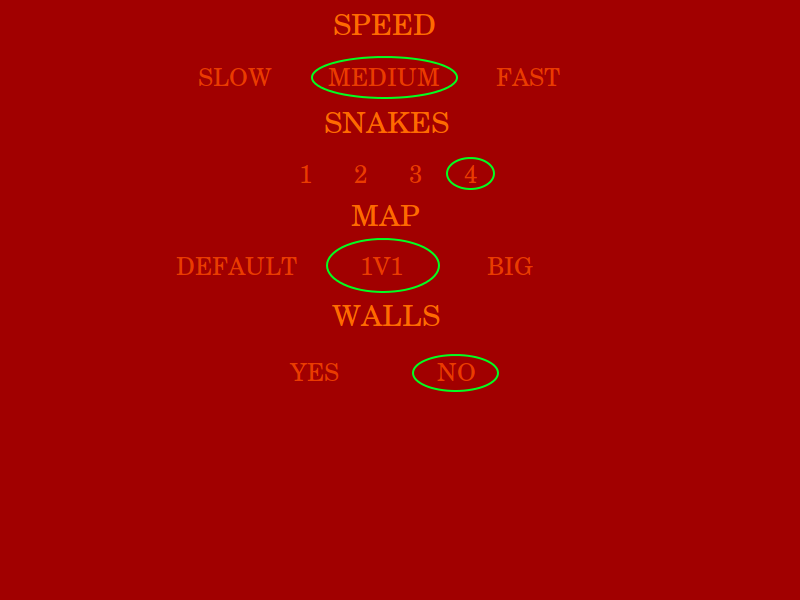 SPEED
SLOW MEDIUM FAST
SNAKES
1 2 3 4
MAP
DEFAULT 1V1 BIG
WALLS
YES NO